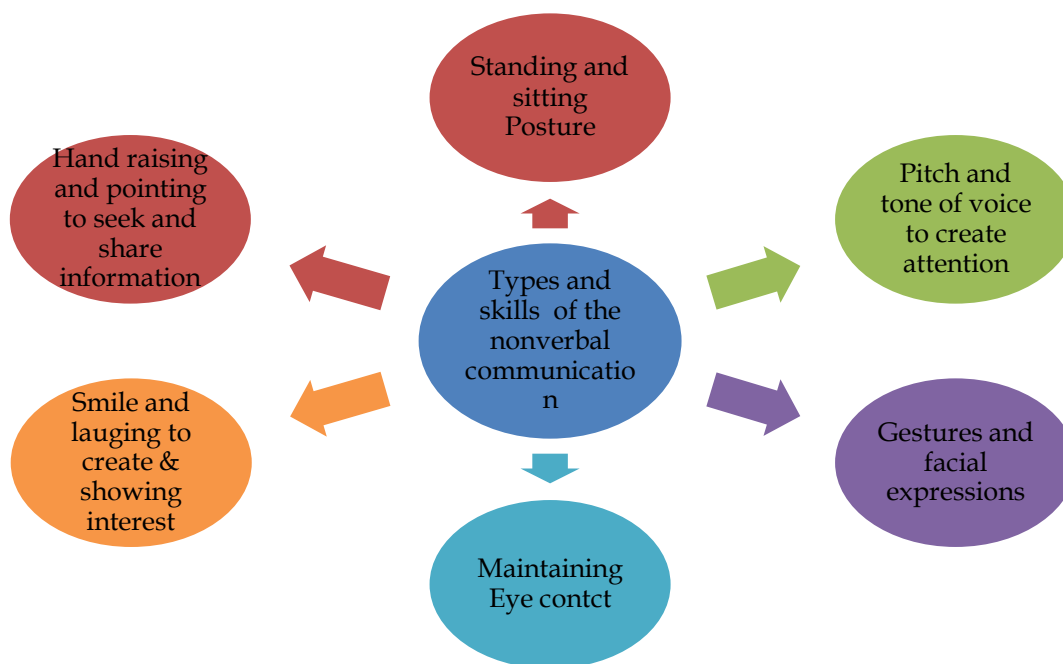 Standing and
sitting
Posture
Hand raising
and pointing
to seek and
share
information
Pitch and
tone of voice
to create
attention
Types and
skills of the
nonverbal
communicatio
n
Smile and
lauging to
create &
showing
interest
Gestures and
facial
expressions
Maintaining
Eye contct